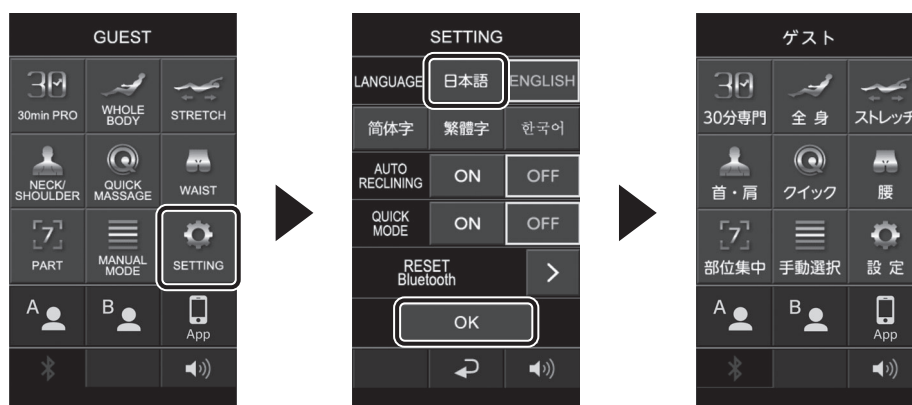 GUEST
30
30min PRO
WHOLE
BODY
STRETCH
NECK/
SHOULDER
QUICK
MASSAGE
WAIST
7
PART
MANUAL
MODE
SETTING
A
B
App
SETTING
LANGUAGE
日本語
ENGLISH
简体字
繁體字
한국어
AUTO
RECLINING
ON
OFF
QUICK
MODE
ON
OFF
RESET
Bluetooth
>
OK
ゲスト
30
30分専門
全身
ストレッチ
首・肩
クイック
腰
7
部位集中
手動選択
設定
A
B
App